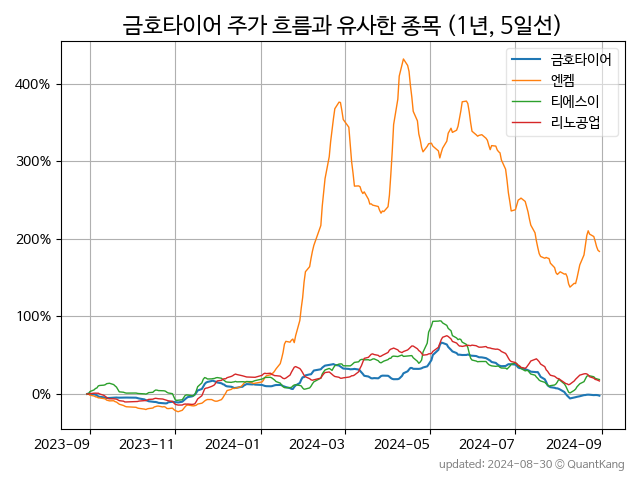 금호타이어 주가 흐름과 유사한 종목 (1년, 5일선)
금호타이어
엔켐
티에스이
리노공업
400%
300%
200%
100%
0%
2023-09 2023-11 2024-01 2024-03 2024-05 2024-07 2024-09
updated: 2024-08-30 © QuantKang